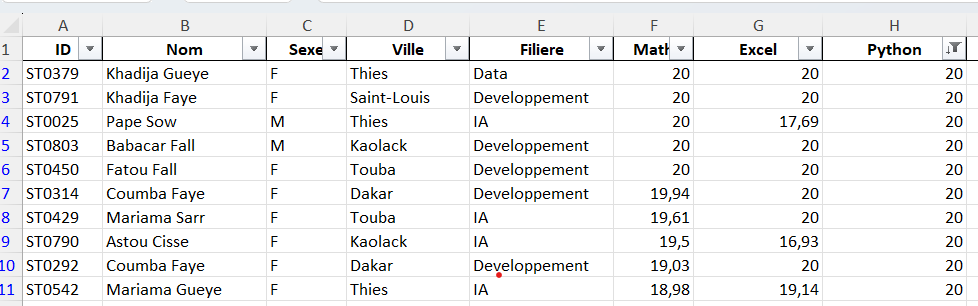 A B C D E F G H
1 ID Nom Sexe Ville Filiere Math Excel Python
2 ST0379 Khadija Gueye F Thies Data 20 20 20
3 ST0791 Khadija Faye F Saint-Louis Developpement 20 20 20
4 ST0025 Pape Sow M Thies IA 20 17,69 20
5 ST0803 Babacar Fall M Kaolack Developpement 20 20 20
6 ST0450 Fatou Fall F Touba Developpement 20 20 20
7 ST0314 Coumba Faye F Dakar Developpement 19,94 20 20
8 ST0429 Mariama Sarr F Touba IA 19,61 20 20
9 ST0790 Astou Cisse F Kaolack IA 19,5 16,93 20
10 ST0292 Coumba Faye F Dakar Developpement 19,03 20 20
11 ST0542 Mariama Gueye F Thies IA 18,98 19,14 20